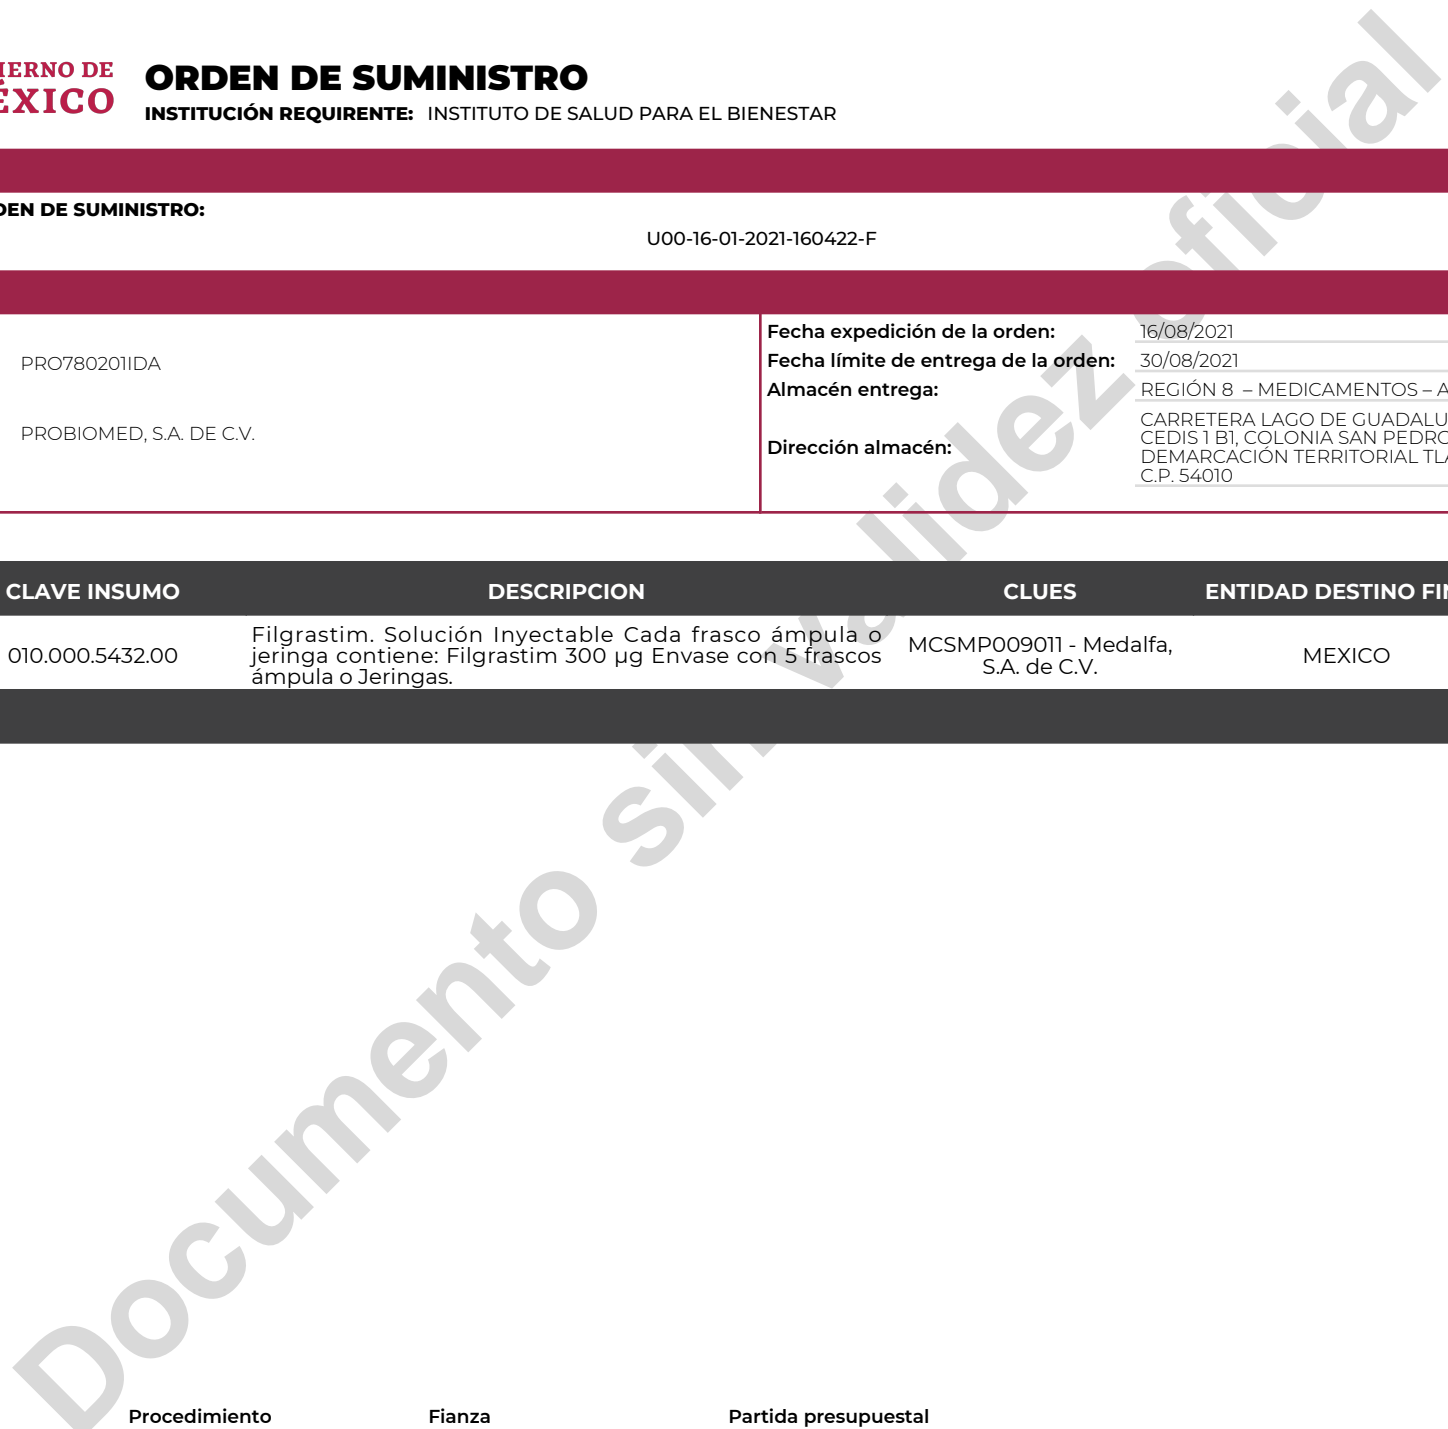 IERNO DE
ÉXICO
ORDEN DE SUMINISTRO
INSTITUCIÓN REQUIRENTE: INSTITUTO DE SALUD PARA EL BIENESTAR
DEN DE SUMINISTRO:
U00-16-01-2021-160422-F
PRO780201IDA
PROBIOMED, S.A. DE C.V.
Fecha expedición de la orden: 16/08/2021
Fecha límite de entrega de la orden: 30/08/2021
Almacén entrega: REGIÓN 8 – MEDICAMENTOS – A
Dirección almacén:
CARRETERA LAGO DE GUADALU
CEDIS 1 B1, COLONIA SAN PEDRO
DEMARCACIÓN TERRITORIAL TLA
C.P. 54010
CLAVE INSUMO DESCRIPCION CLUES ENTIDAD DESTINO FIN
010.000.5432.00
Filgrastim. Solución Inyectable Cada frasco ámpula o
jeringa contiene: Filgrastim 300 µg Envase con 5 frascos
ámpula o Jeringas.
MCSMP009011 - Medalfa,
S.A. de C.V.
MEXICO
Documento sin validez oficial
Procedimiento Fianza Partida presupuestal